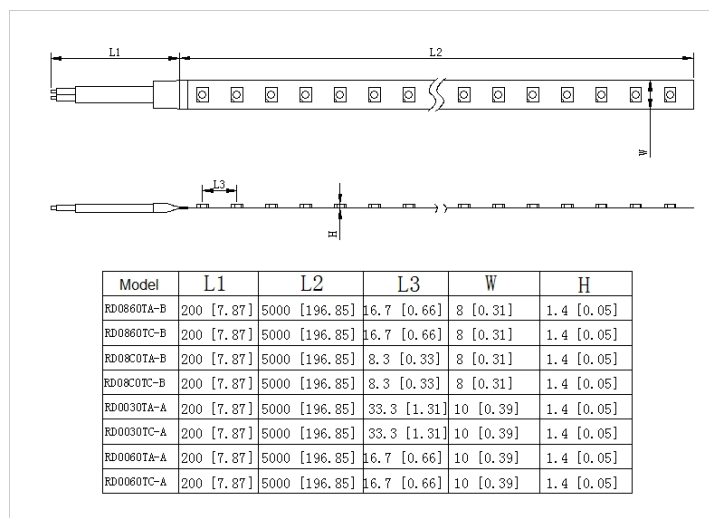 L1 L2
W
L3
H
Model L1 L2 L3 W H
RD0860TA-B 200 [7.87] 5000 [196.85] 16.7 [0.66] 8 [0.31] 1.4 [0.05]
RD0860TC-B 200 [7.87] 5000 [196.85] 16.7 [0.66] 8 [0.31] 1.4 [0.05]
RD08C0TA-B 200 [7.87] 5000 [196.85] 8.3 [0.33] 8 [0.31] 1.4 [0.05]
RD08C0TC-B 200 [7.87] 5000 [196.85] 8.3 [0.33] 8 [0.31] 1.4 [0.05]
RD0030TA-A 200 [7.87] 5000 [196.85] 33.3 [1.31] 10 [0.39] 1.4 [0.05]
RD0030TC-A 200 [7.87] 5000 [196.85] 33.3 [1.31] 10 [0.39] 1.4 [0.05]
RD0060TA-A 200 [7.87] 5000 [196.85] 16.7 [0.66] 10 [0.39] 1.4 [0.05]
RD0060TC-A 200 [7.87] 5000 [196.85] 16.7 [0.66] 10 [0.39] 1.4 [0.05]